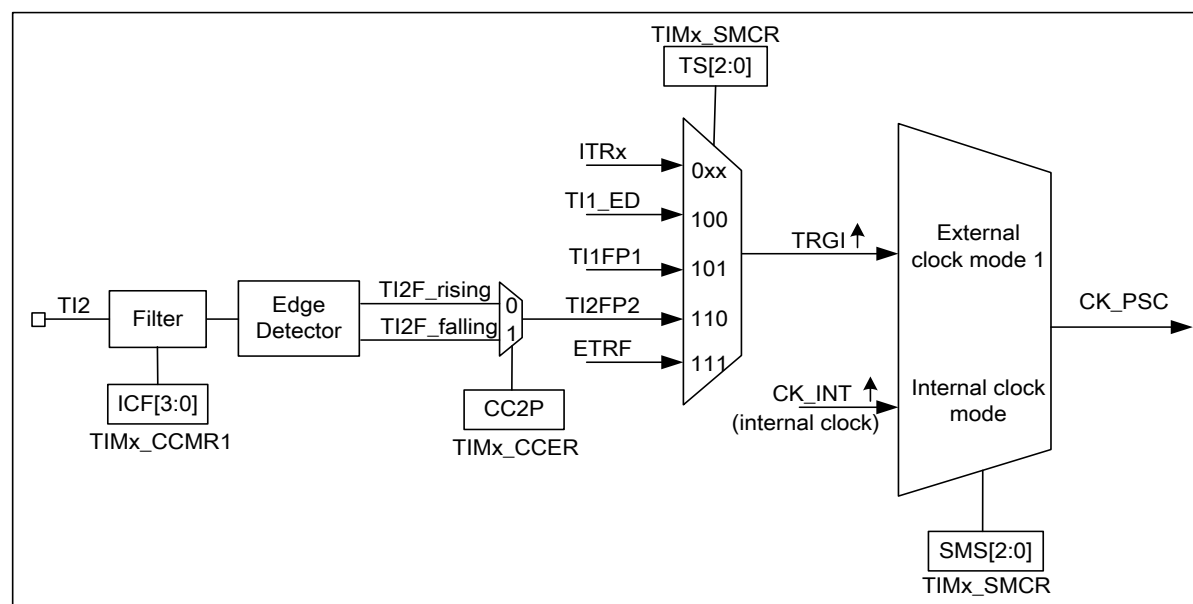 TIMx_SMCR
TS[2:0]
ITRx
0xx
TI1_ED
100
TRGI
External
clock mode 1
TI1FP1
101
TI2F_rising
CK_PSC
TI2
Filter
Edge
Detector
0
TI2FP2
110
TI2F_falling
1
ETRF
111
CK_INT
(internal clock)
Internal clock
mode
ICF[3:0]
TIMx_CCMR1
CC2P
TIMx_CCER
SMS[2:0]
TIMx_SMCR